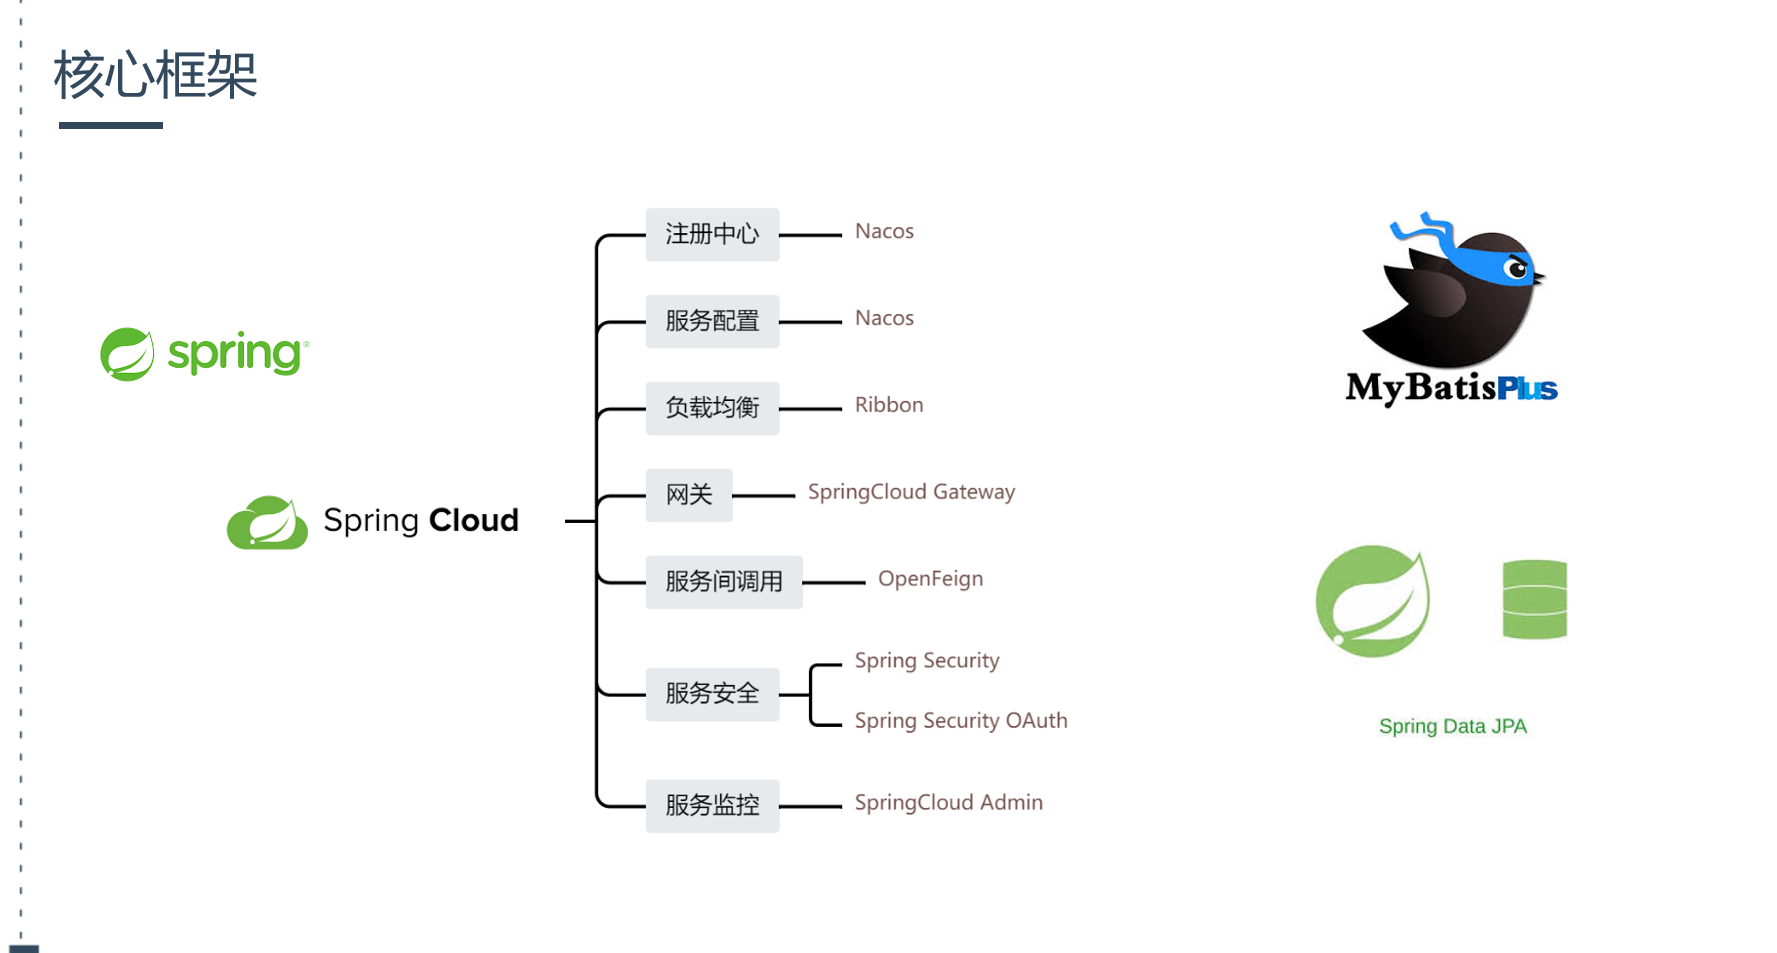 核心框架
spring
Spring Cloud
注册中心
Nacos
服务配置
Nacos
负载均衡
Ribbon
网关
SpringCloud Gateway
服务间调用
OpenFeign
服务安全
Spring Security
Spring Security OAuth
服务监控
SpringCloud Admin
MyBatisPlus
Spring Data JPA